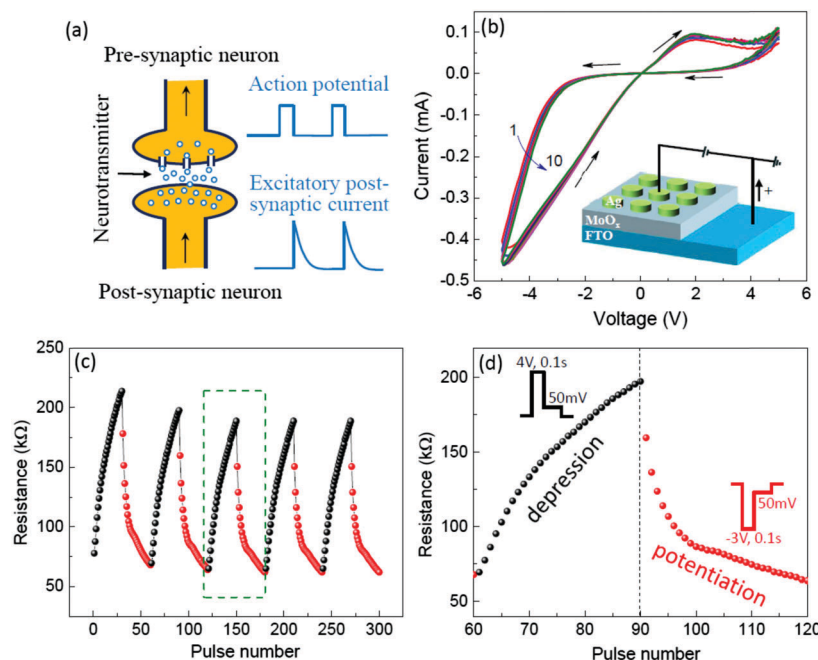 (a)
Pre-synaptic neuron
Neurotransmitter
Action potential
Excitatory post-
synaptic current
Post-synaptic neuron
(b)
0.1
0.0
-0.1
-0.2
-0.3
-0.4
-0.5
Current (mA)
1
10
Ag
MoOx
FTO
+
-6 -4 -2 0 2 4 6
Voltage (V)
(c)
250
200
150
100
50
Resistance (kΩ)
0 50 100 150 200 250 300
Pulse number
(d)
4V, 0.1s
50mV
200
150
100
50
Resistance (kΩ)
depression
50mV
-3V, 0.1s
potentiation
60 70 80 90 100 110 120
Pulse number